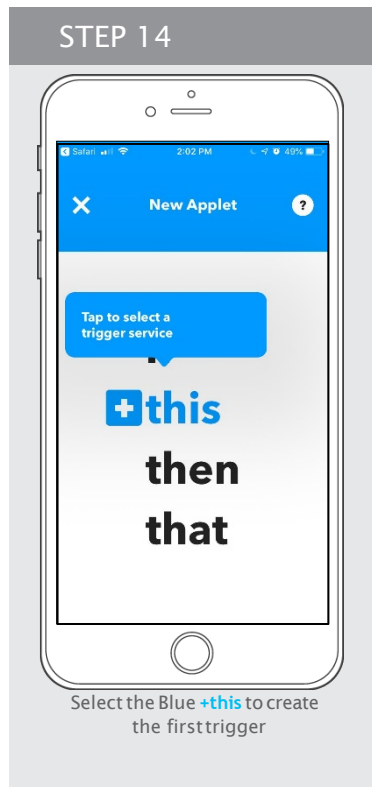 STEP 14
Safari 2:02 PM 49%
New Applet ?
Tap to select a
trigger service
+this
then
that
Select the Blue +this to create
the first trigger